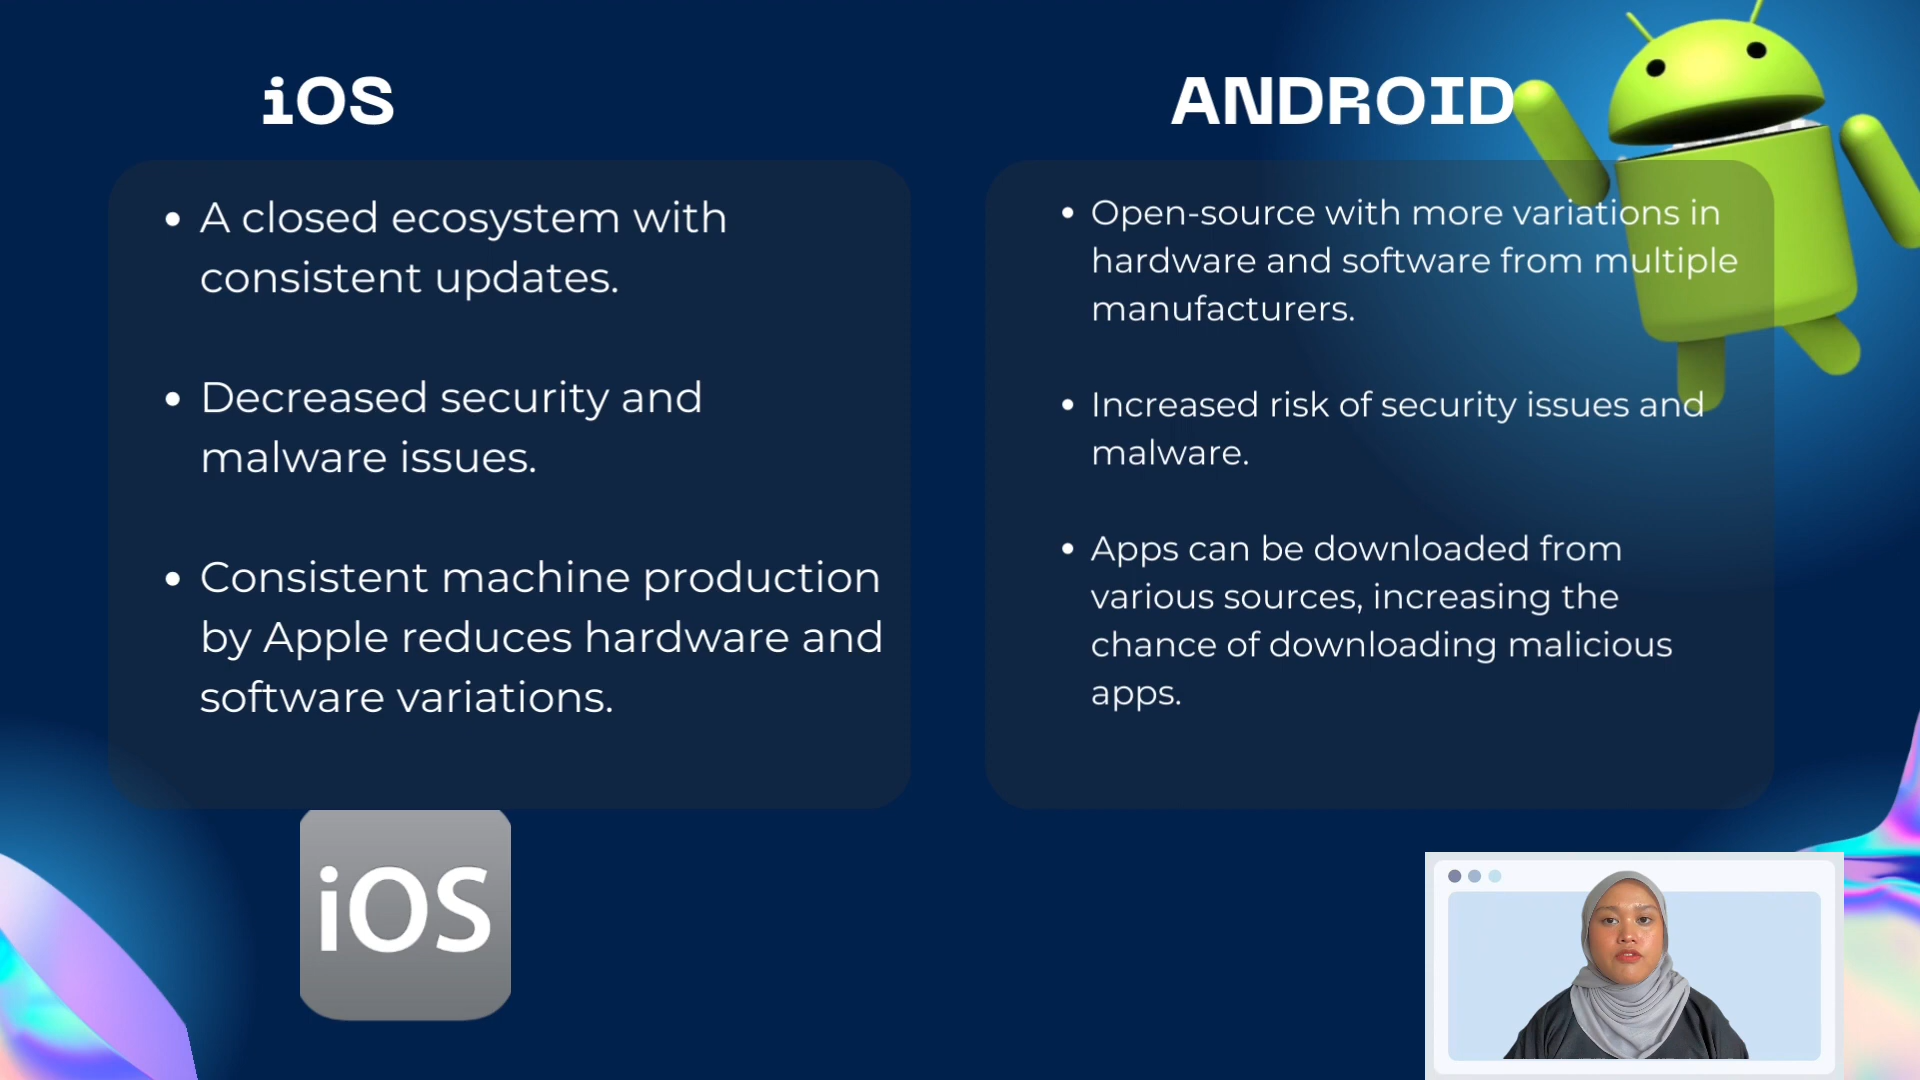 iOS
A closed ecosystem with
consistent updates.
Decreased security and
malware issues.
Consistent machine production
by Apple reduces hardware and
software variations.
iOS
ANDROID
Open-source with more variations in
hardware and software from multiple
manufacturers.
Increased risk of security issues and
malware.
Apps can be downloaded from
various sources, increasing the
chance of downloading malicious
apps.